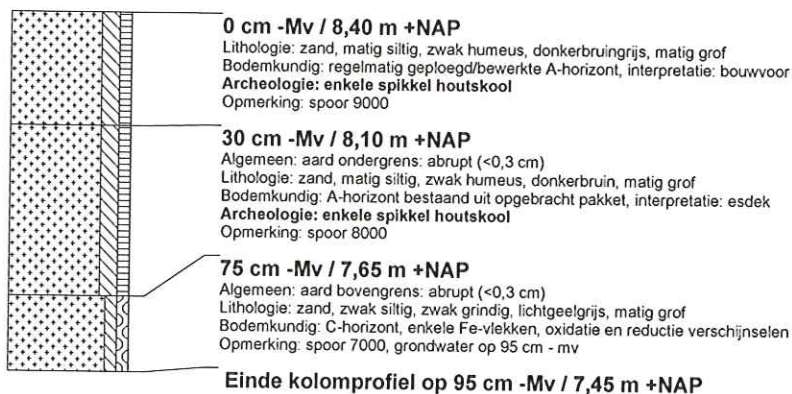 0 cm -Mv / 8,40 m +NAP
Lithologie: zand, matig siltig, zwak humeus, donkerbruingrijs, matig grof
Bodemkundig: regelmatig geploegd/bewerkte A-horizont, interpretatie: bouwvoor
Archeologie: enkele spikkel houtskool
Opmerking: spoor 9000
30 cm -Mv / 8,10 m +NAP
Algemeen: aard ondergrens: abrupt (<0,3 cm)
Lithologie: zand, matig siltig, zwak humeus, donkerbruin, matig grof
Bodemkundig: A-horizont bestaand uit opgebracht pakket, interpretatie: esdek
Archeologie: enkele spikkel houtskool
Opmerking: spoor 8000
75 cm -Mv / 7,65 m +NAP
Algemeen: aard bovengrens: abrupt (<0,3 cm)
Lithologie: zand, zwak siltig, zwak grindig, lichtgeelgrijs, matig grof
Bodemkundig: C-horizont, enkele Fe-vlekken, oxidatie en reductie verschijnselen
Opmerking: spoor 7000, grondwater op 95 cm - mv
Einde kolomprofiel op 95 cm -Mv / 7,45 m +NAP